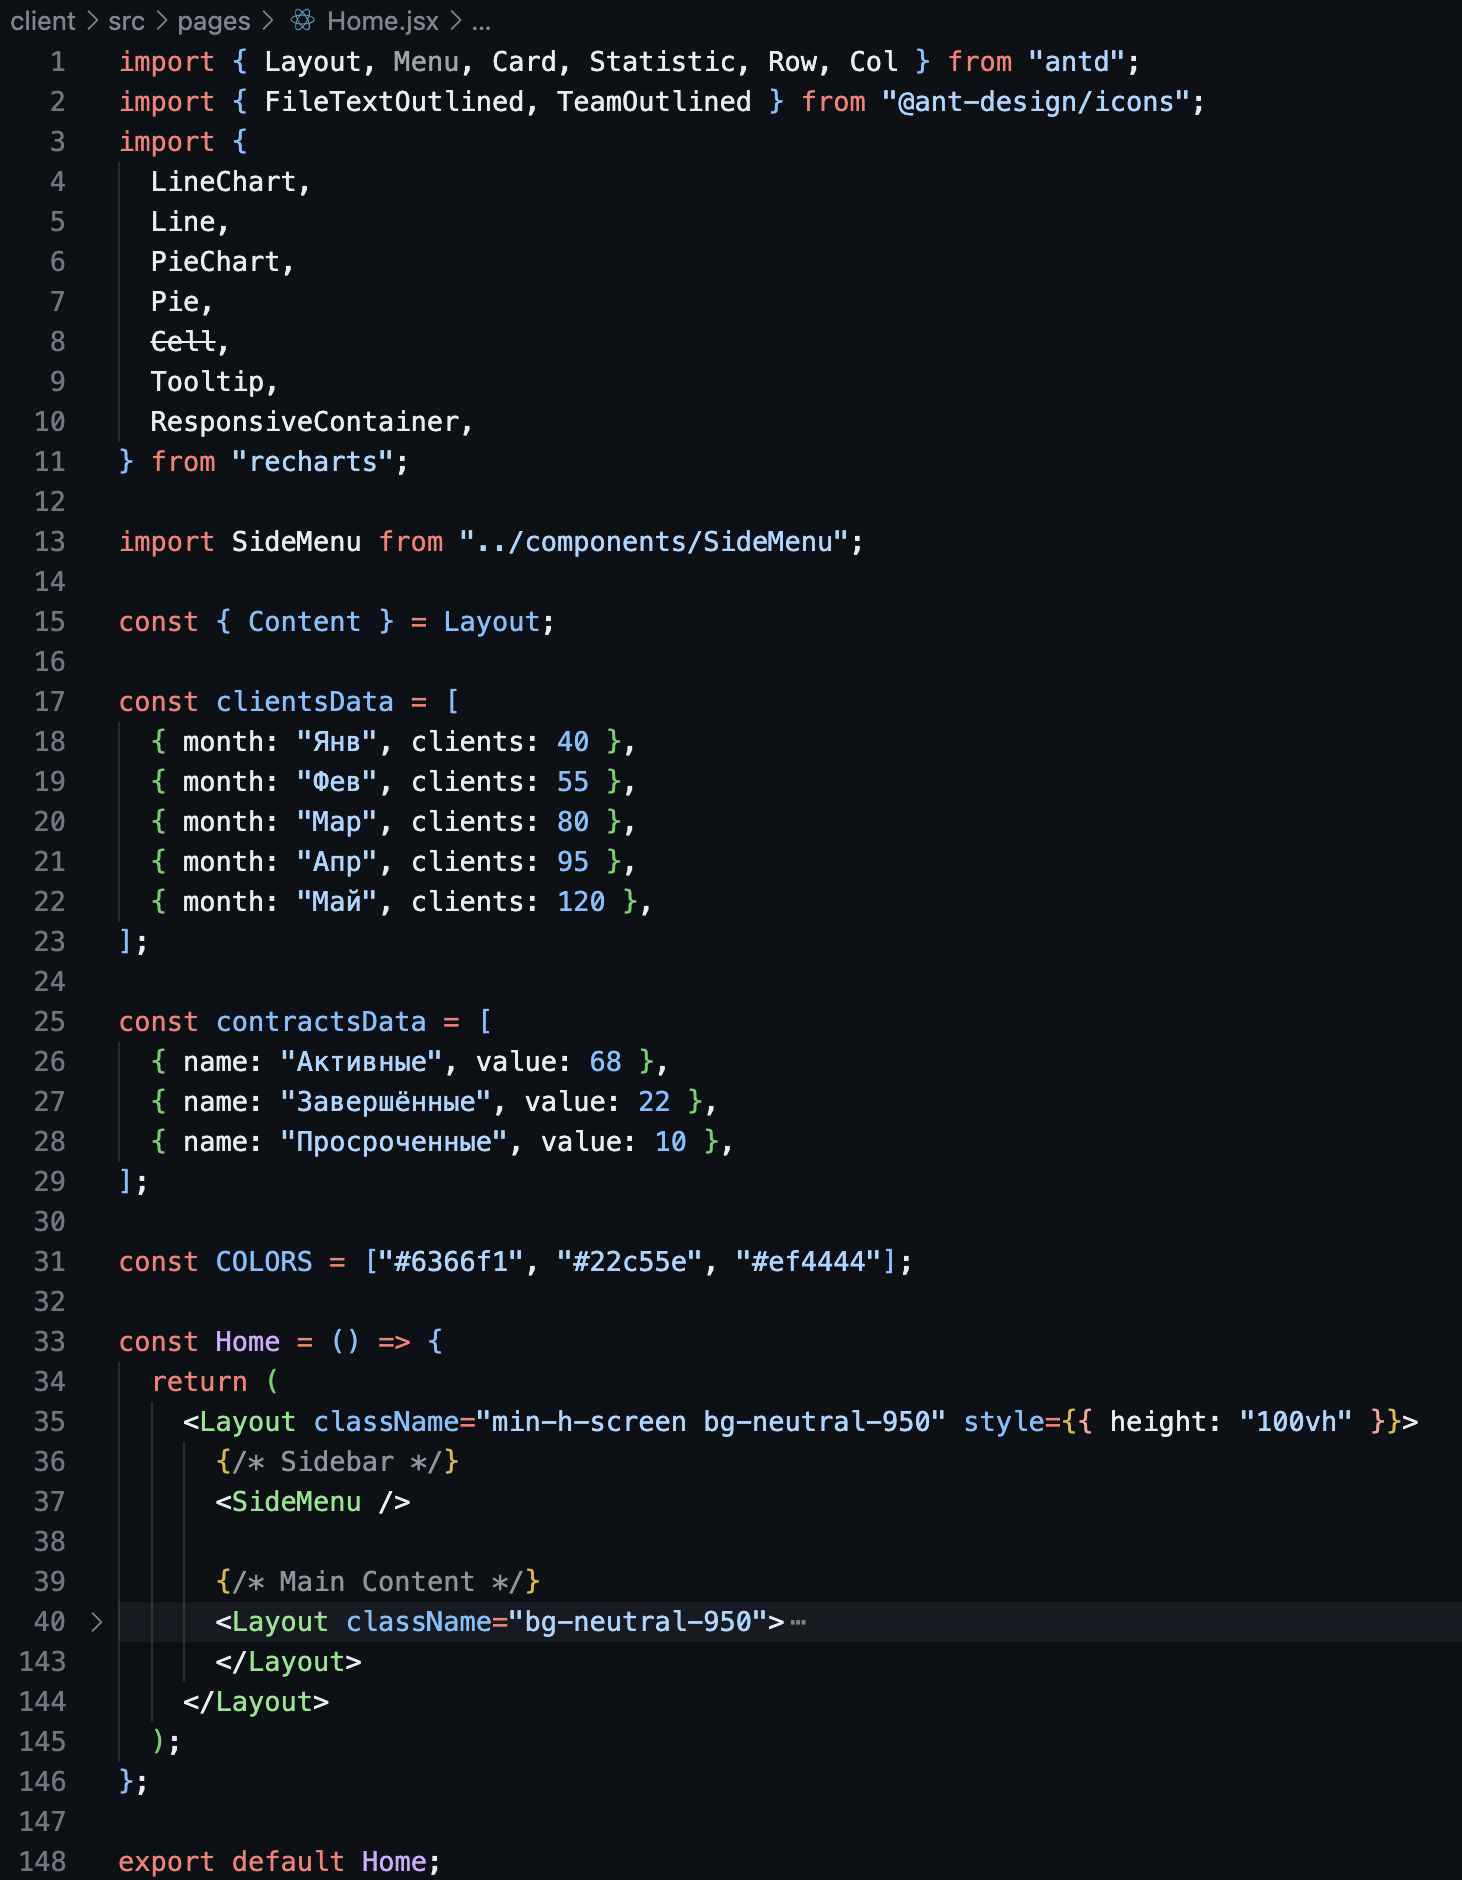 client > src > pages > Home.jsx > ...
1 import { Layout, Menu, Card, Statistic, Row, Col } from "antd";
2 import { FileTextOutlined, TeamOutlined } from "@ant-design/icons";
3 import {
4   LineChart,
5   Line,
6   PieChart,
7   Pie,
8   Cell,
9   Tooltip,
10   ResponsiveContainer,
11 } from "recharts";
12
13 import SideMenu from "../components/SideMenu";
14
15 const { Content } = Layout;
16
17 const clientsData = [
18   { month: "Янв", clients: 40 },
19   { month: "Фев", clients: 55 },
20   { month: "Мар", clients: 80 },
21   { month: "Апр", clients: 95 },
22   { month: "Май", clients: 120 },
23 ];
24
25 const contractsData = [
26   { name: "Активные", value: 68 },
27   { name: "Завершённые", value: 22 },
28   { name: "Просроченные", value: 10 },
29 ];
30
31 const COLORS = ["#6366f1", "#22c55e", "#ef4444"];
32
33 const Home = () => {
34   return (
35     <Layout className="min-h-screen bg-neutral-950" style={{ height: "100vh" }}>
36       {/* Sidebar */}
37       <SideMenu />
38
39       {/* Main Content */}
40 >       <Layout className="bg-neutral-950">⋯
143       </Layout>
144     </Layout>
145   );
146 };
147
148 export default Home;